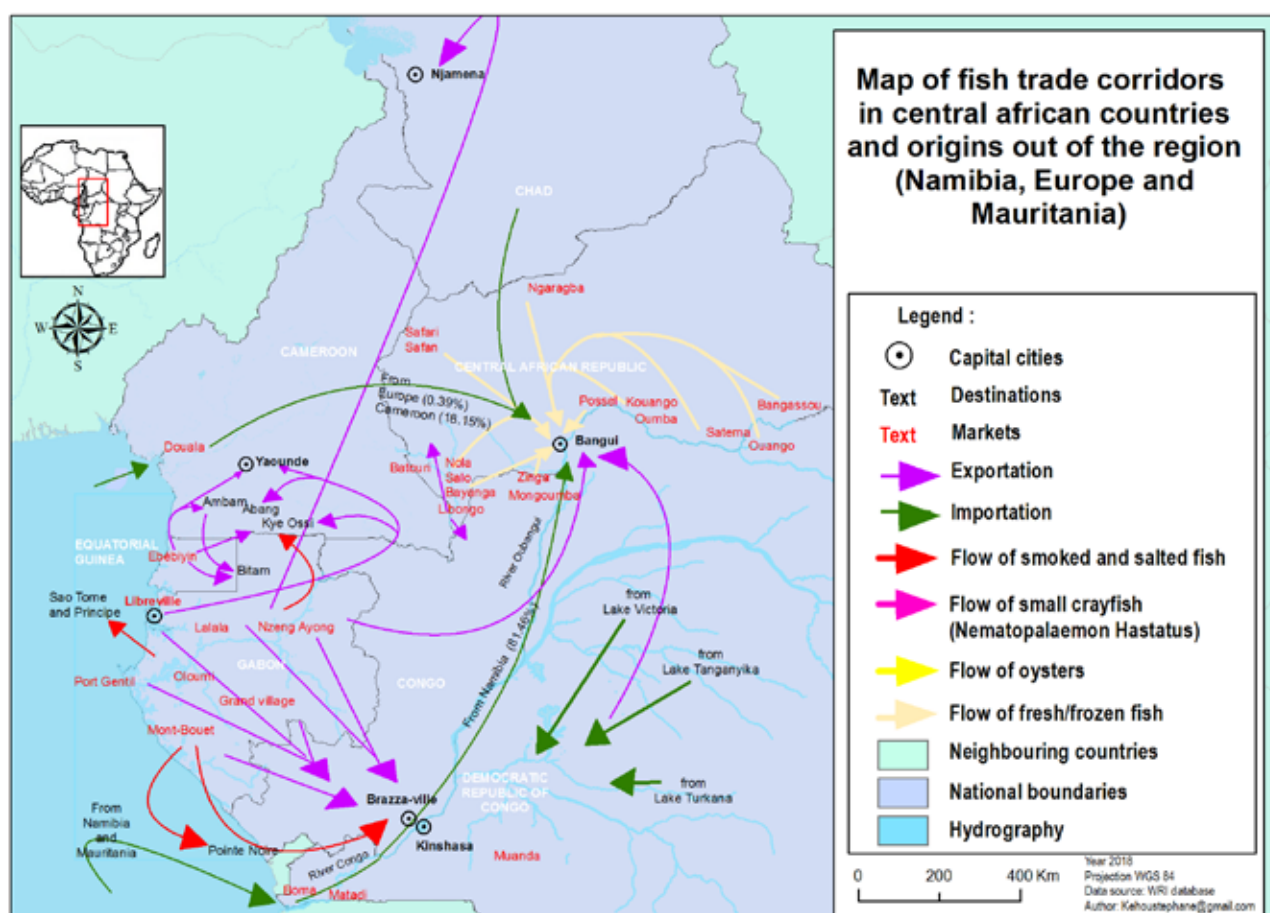 Map of fish trade corridors
in central african countries
and origins out of the region
(Namibia, Europe and
Mauritania)
Legend :
Capital cities
Text Destinations
Text Markets
Exportation
Importation
Flow of smoked and salted fish
Flow of small crayfish
(Nematopalaemon Hastatus)
Flow of oysters
Flow of fresh/frozen fish
Neighbouring countries
National boundaries
Hydrography
0 200 400 Km
Year 2018
Projection WGS 84
Data source: WRI database
Author: Kehoustephane@gmail.com
N
W E
S
Njamena
CHAD
Ngaragba
Safari
Safan
CAMEROON
CENTRAL AFRICAN REPUBLIC
From
Europe (0.39%)
Cameroon (18,15%)
Possel
Kouango
Oumba
Bangassou
Satema
Ouango
Douala
Yaounde
Bangui
Batouri
Nola
Salo
Bayanga
Libongo
Zinga
Mongoumba
Ambam
Abang
Kye Ossi
EQUATORIAL
GUINEA
Ebebiyin
Bitam
River Oubangui
Sao Tome
and Principe
Libreville
Lalala
Nzeng Ayong
from
Lake Victoria
from
Lake Tanganyika
GABON
CONGO
Port Gentil
Oloumi
Grand village
Mont-Bouet
From Namibia (81.46%)
DEMOCRATIC
REPUBLIC OF
CONGO
from
Lake Turkana
Brazza-ville
Kinshasa
From
Namibia
and
Mauritania
Pointe Noire
River Congo
Muanda
Boma
Matadi